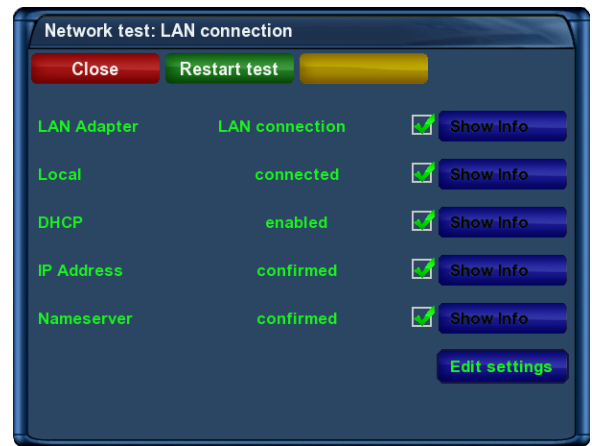 Network test: LAN connection
Close Restart test
LAN Adapter LAN connection Show Info
Local connected Show Info
DHCP enabled Show Info
IP Address confirmed Show Info
Nameserver confirmed Show Info
Edit settings